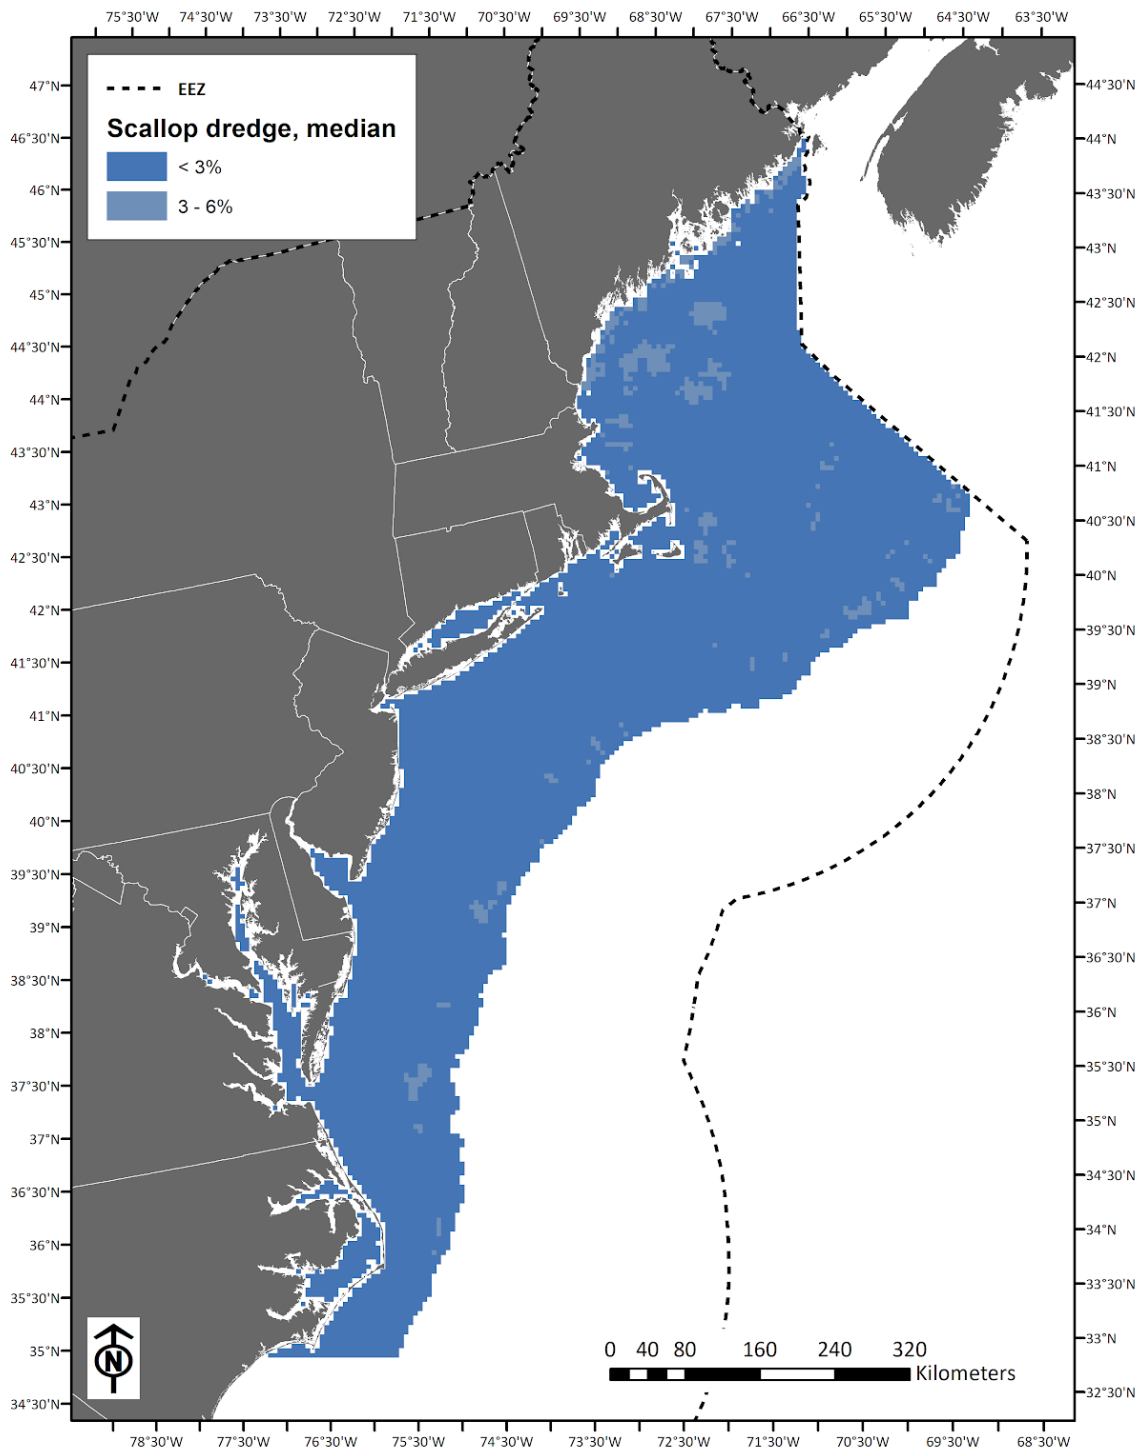 75°30'W 74°30'W 73°30'W 72°30'W 71°30'W 70°30'W 69°30'W 68°30'W 67°30'W 66°30'W 65°30'W 64°30'W 63°30'W
EEZ
Scallop dredge, median
< 3%
3 - 6%
47°N
46°30'N
46°N
45°30'N
45°N
44°30'N
44°N
43°30'N
43°N
42°30'N
42°N
41°30'N
41°N
40°30'N
40°N
39°30'N
39°N
38°30'N
38°N
37°30'N
37°N
36°30'N
36°N
35°30'N
35°N
34°30'N
44°30'N
44°N
43°30'N
43°N
42°30'N
42°N
41°30'N
41°N
40°30'N
40°N
39°30'N
39°N
38°30'N
38°N
37°30'N
37°N
36°30'N
36°N
35°30'N
35°N
34°30'N
34°N
33°30'N
33°N
32°30'N
N
0 40 80 160 240 320
Kilometers
78°30'W 77°30'W 76°30'W 75°30'W 74°30'W 73°30'W 72°30'W 71°30'W 70°30'W 69°30'W 68°30'W